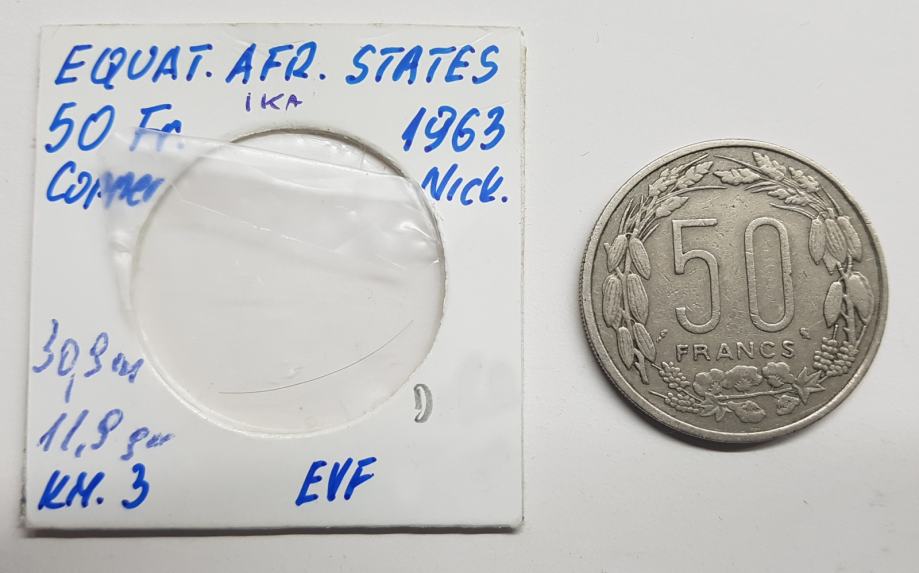 EQUAT. AFR. STATES
IKA
50 Fr. 1963
Copper Nick.
30,9 m
11,9 gr
KM. 3 EVF
50
FRANCS